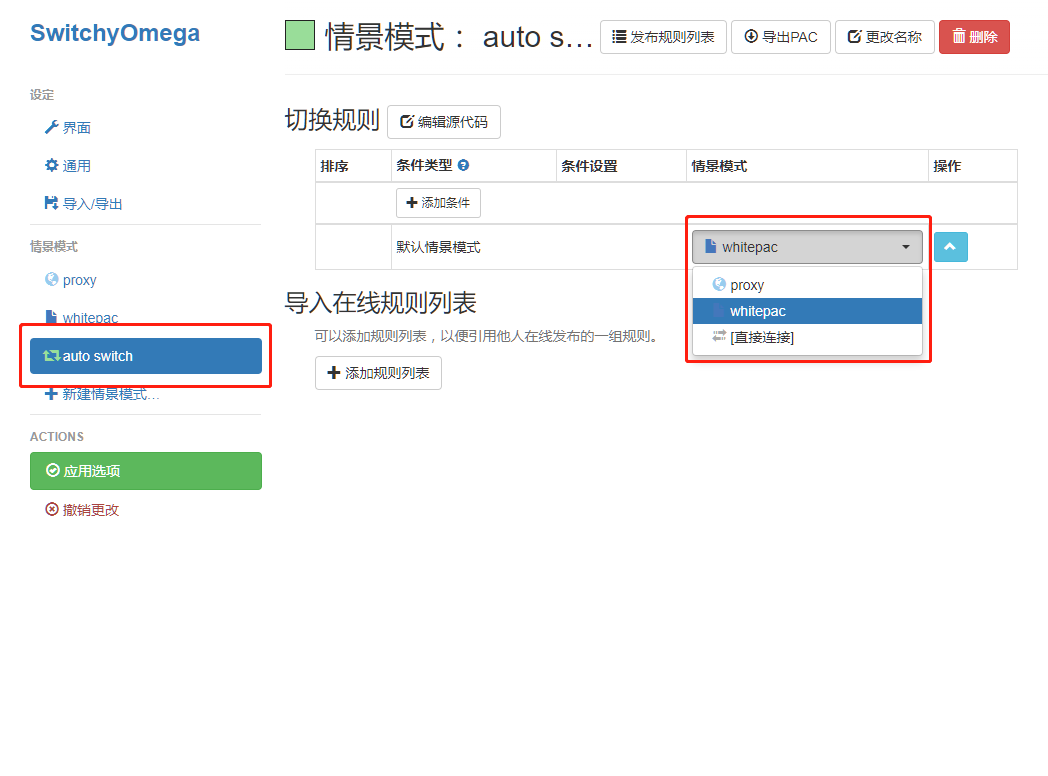 SwitchyOmega
设定
界面
通用
导入/导出
情景模式
proxy
whitepac
auto switch
新建情景模式…
ACTIONS
应用选项
撤销更改
情景模式： auto s… 发布规则列表 导出PAC 更改名称 删除
切换规则 编辑源代码
排序 条件类型 条件设置 情景模式 操作
添加条件
默认情景模式 whitepac
proxy
whitepac
[直接连接]
导入在线规则列表
可以添加规则列表，以便引用他人在线发布的一组规则。
添加规则列表